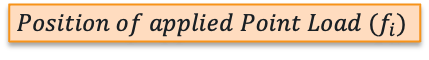 Position of applied Point Load (fᵢ)